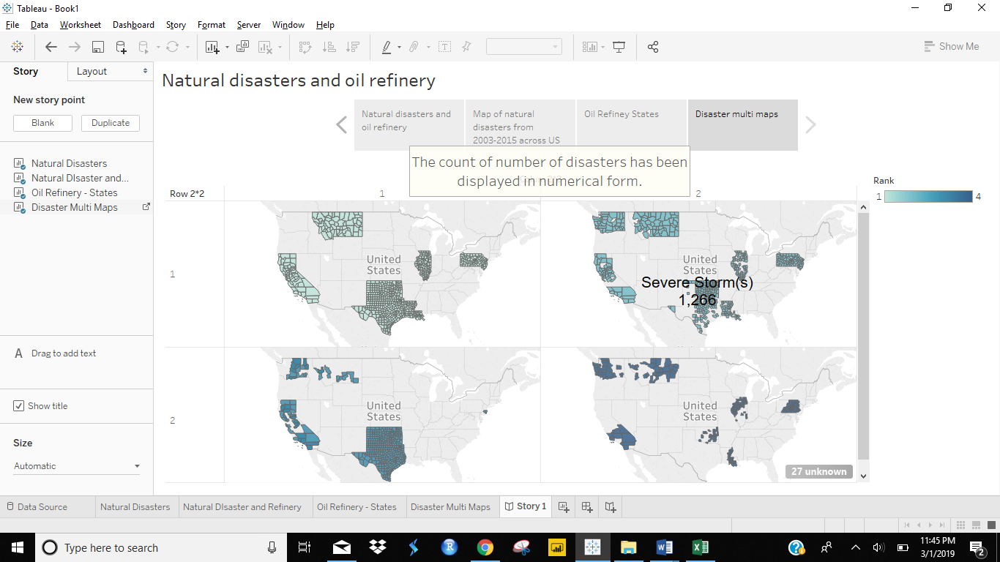 Tableau - Book1
File Data Worksheet Dashboard Story Format Server Window Help
Show Me
Story Layout
New story point
Blank Duplicate
Natural Disasters
Natural DIsaster and...
Oil Refinery - States
Disaster Multi Maps
A Drag to add text
Show title
Size
Automatic
Natural disasters and oil refinery
Natural disasters and
oil refinery
Map of natural
disasters from
2003-2015 across US
Oil Refiney States
Disaster multi maps
The count of number of disasters has been
displayed in numerical form.
Row 2*2
1
2
Rank
1 4
1
United
States
United
States
Severe Storm(s)
1,266
2
United
States
United
States
27 unknown
Data Source Natural Disasters Natural DIsaster and Refinery Oil Refinery - States Disaster Multi Maps Story 1
Type here to search
11:45 PM
3/1/2019
2